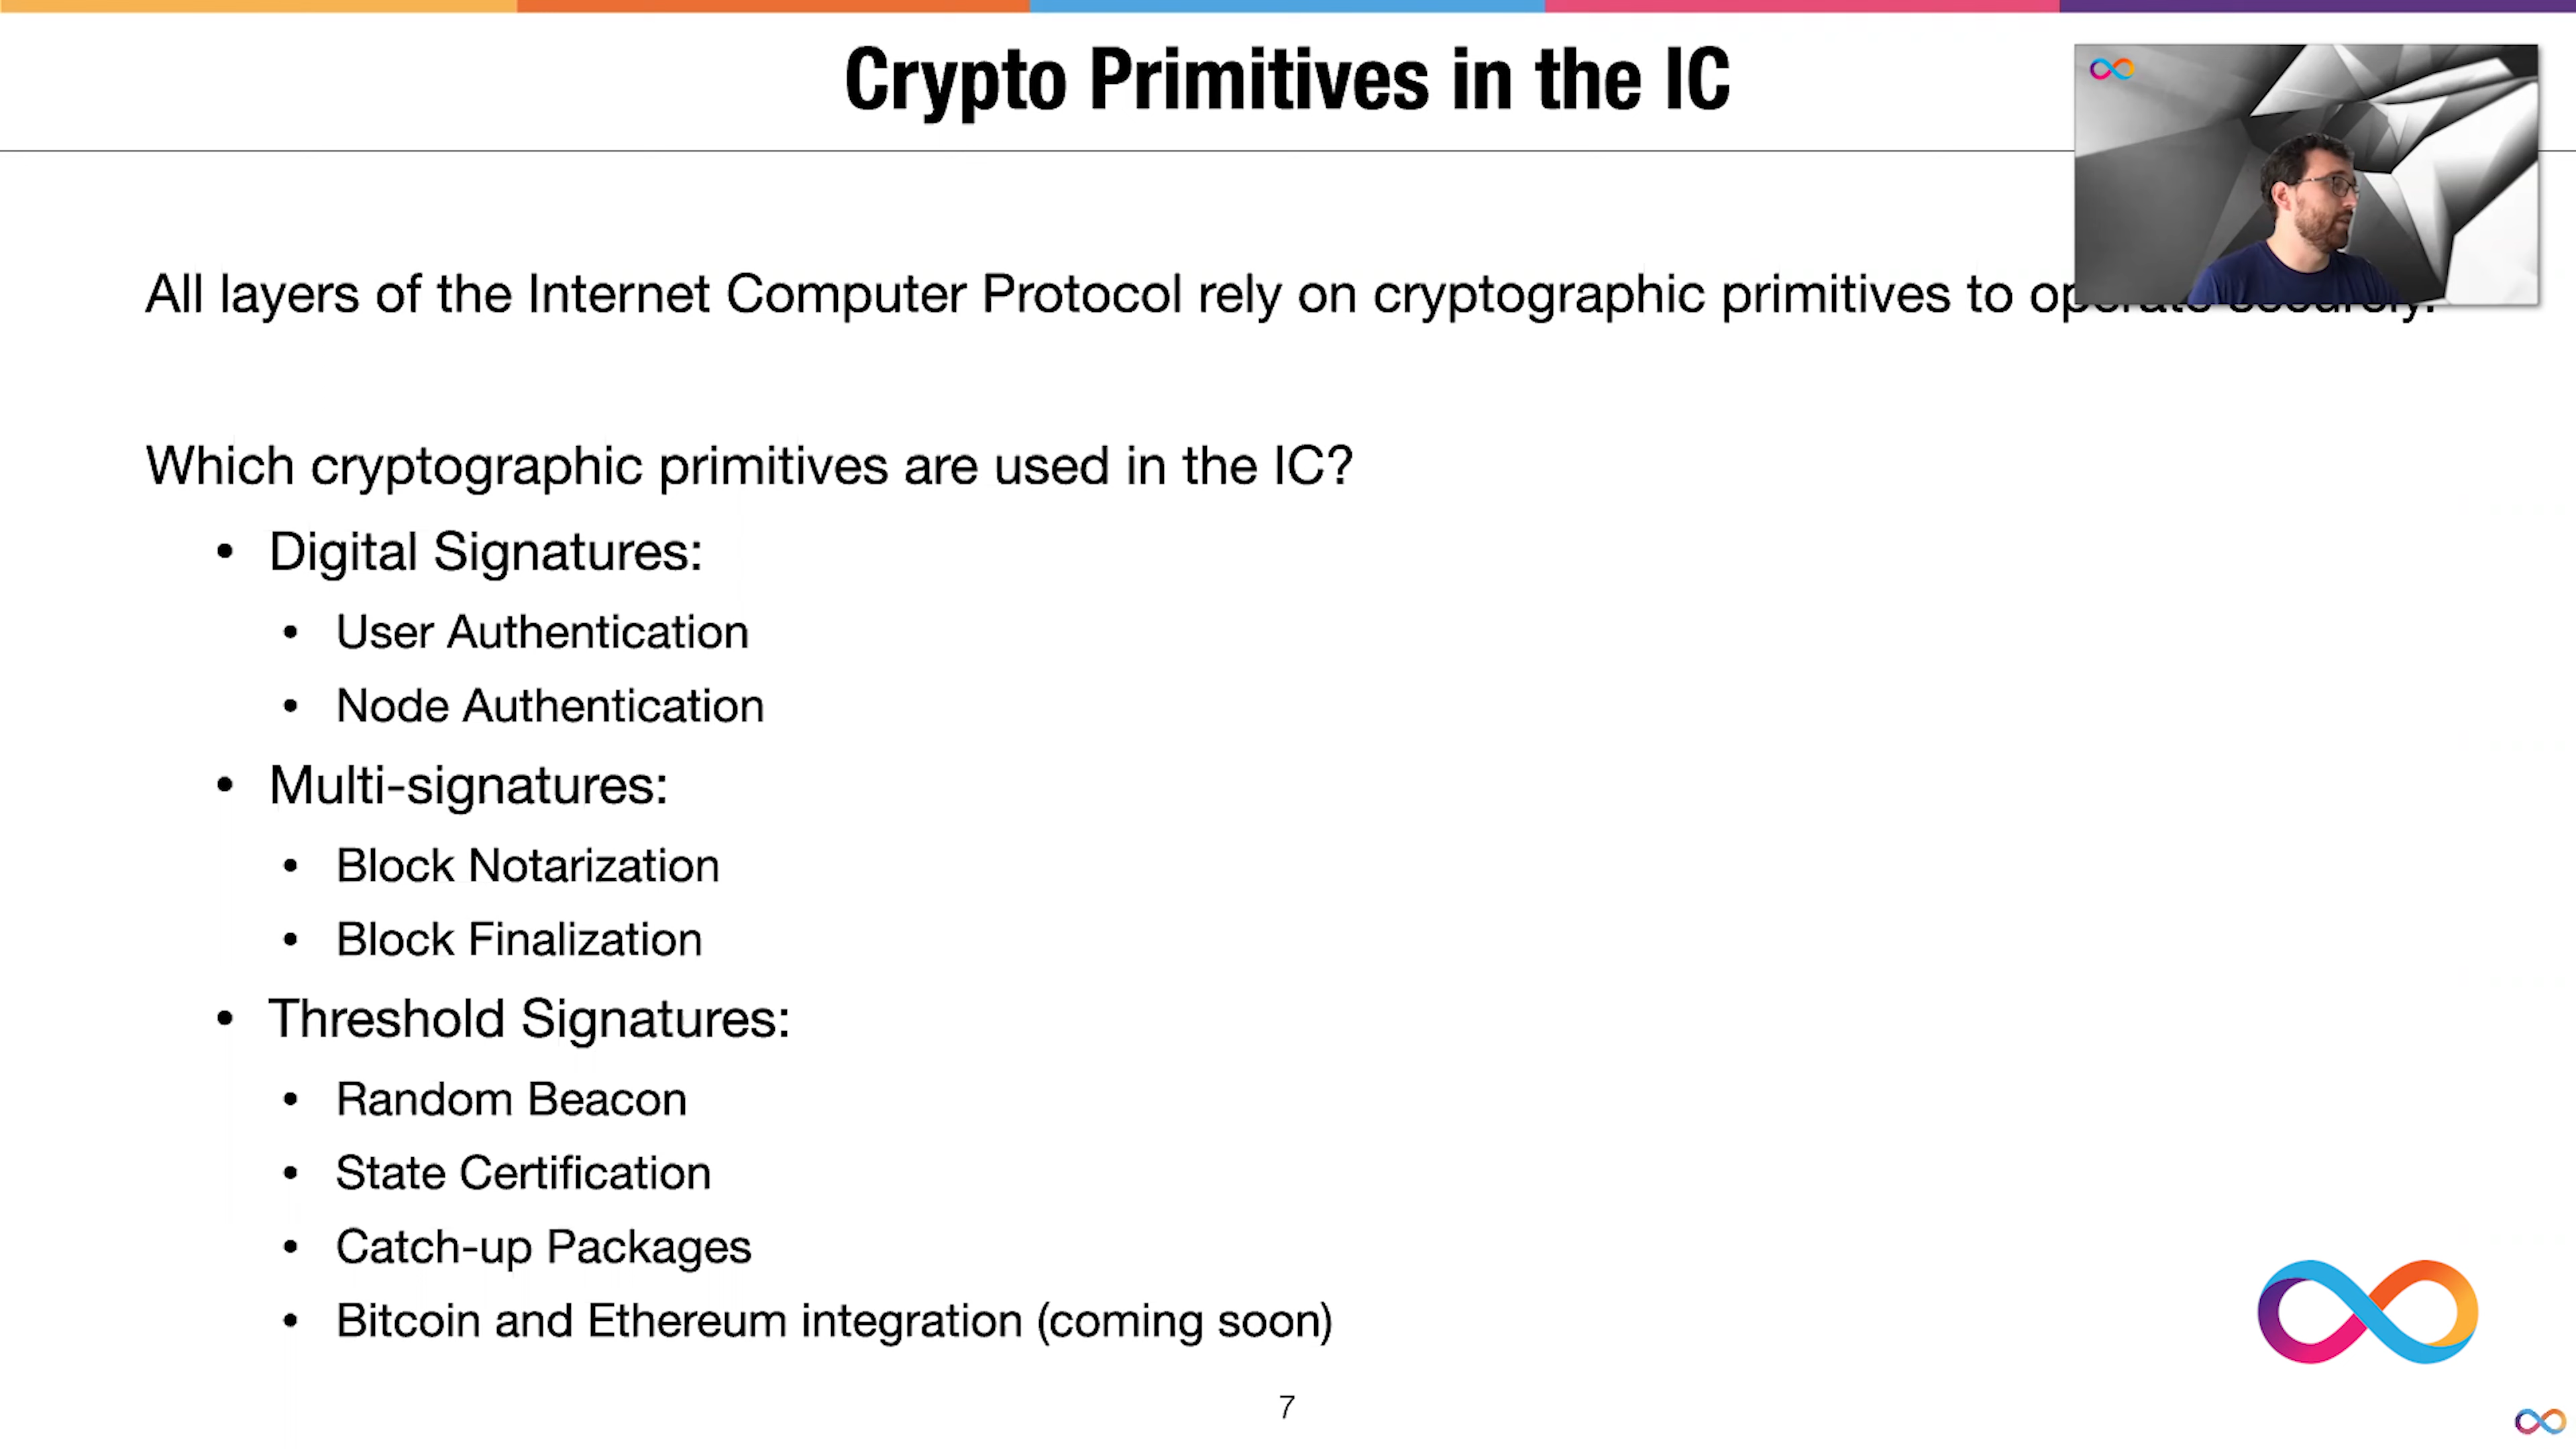 Crypto Primitives in the IC
All layers of the Internet Computer Protocol rely on cryptographic primitives to operate securely.
Which cryptographic primitives are used in the IC?
• Digital Signatures:
• User Authentication
• Node Authentication
• Multi-signatures:
• Block Notarization
• Block Finalization
• Threshold Signatures:
• Random Beacon
• State Certification
• Catch-up Packages
• Bitcoin and Ethereum integration (coming soon)
7